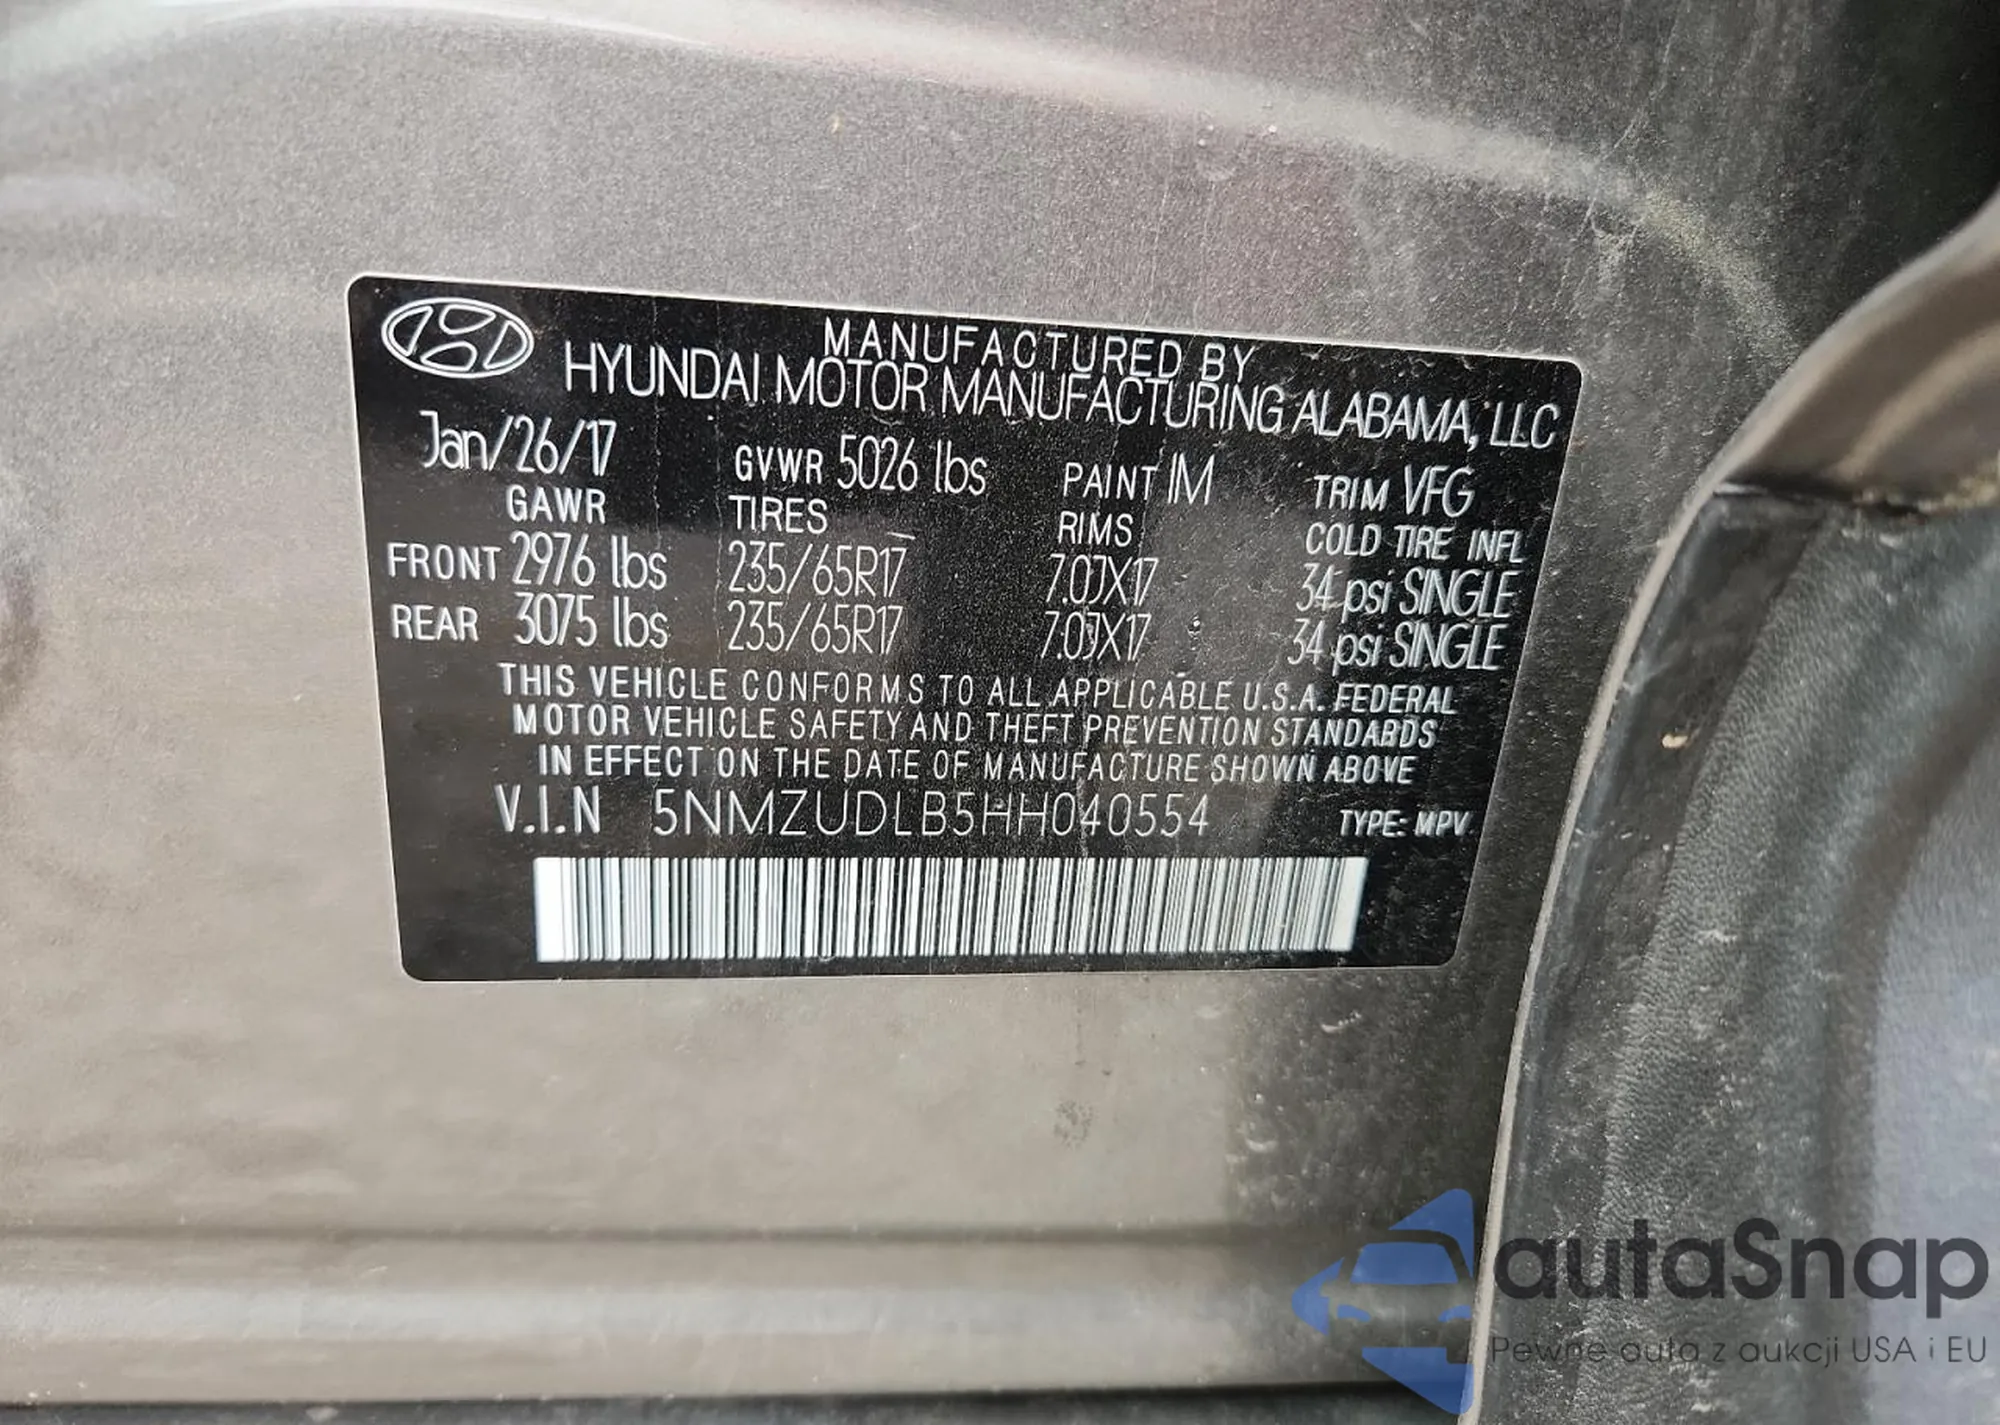 MANUFACTURED BY
HYUNDAI MOTOR MANUFACTURING ALABAMA, LLC
Jan/26/17 GVWR 5026 lbs PAINT IM TRIM VFG
GAWR TIRES RIMS COLD TIRE INFL
FRONT 2976 lbs 235/65R17 7.0JX17 34 psi SINGLE
REAR 3075 lbs 235/65R17 7.0JX17 34 psi SINGLE
THIS VEHICLE CONFORMS TO ALL APPLICABLE U.S.A. FEDERAL
MOTOR VEHICLE SAFETY AND THEFT PREVENTION STANDARDS
IN EFFECT ON THE DATE OF MANUFACTURE SHOWN ABOVE
V.I.N 5NMZUDLB5HH040554 TYPE: MPV
autaSnap
Pewne auta z aukcji USA i EU